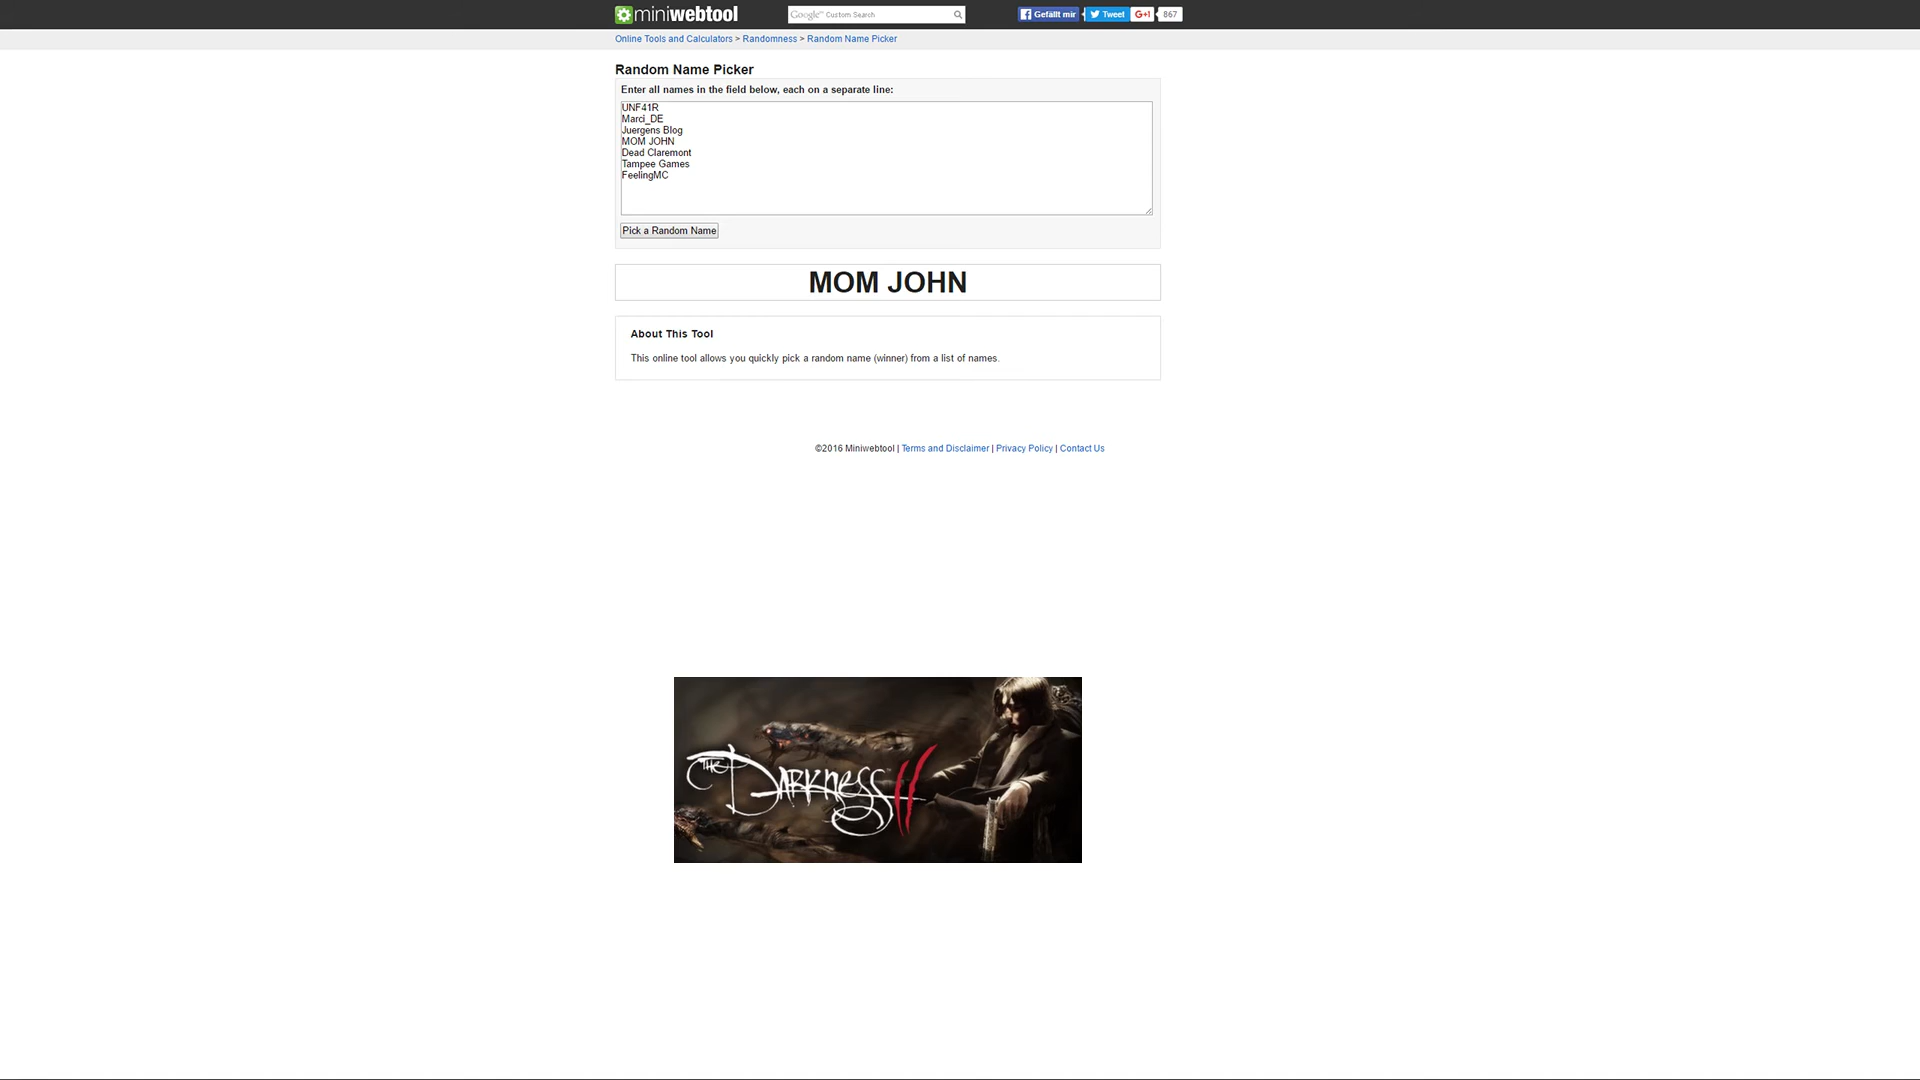 miniwebtool
Google™ Custom Search
Gefällt mir
Tweet
G+1
867
Online Tools and Calculators > Randomness > Random Name Picker
Random Name Picker
Enter all names in the field below, each on a separate line:
UNF41R
Marci_DE
Juergens Blog
MOM JOHN
Dead Claremont
Tampee Games
FeelingMC
Pick a Random Name
MOM JOHN
About This Tool
This online tool allows you quickly pick a random name (winner) from a list of names.
©2016 Miniwebtool | Terms and Disclaimer | Privacy Policy | Contact Us
THE DARKNESS II